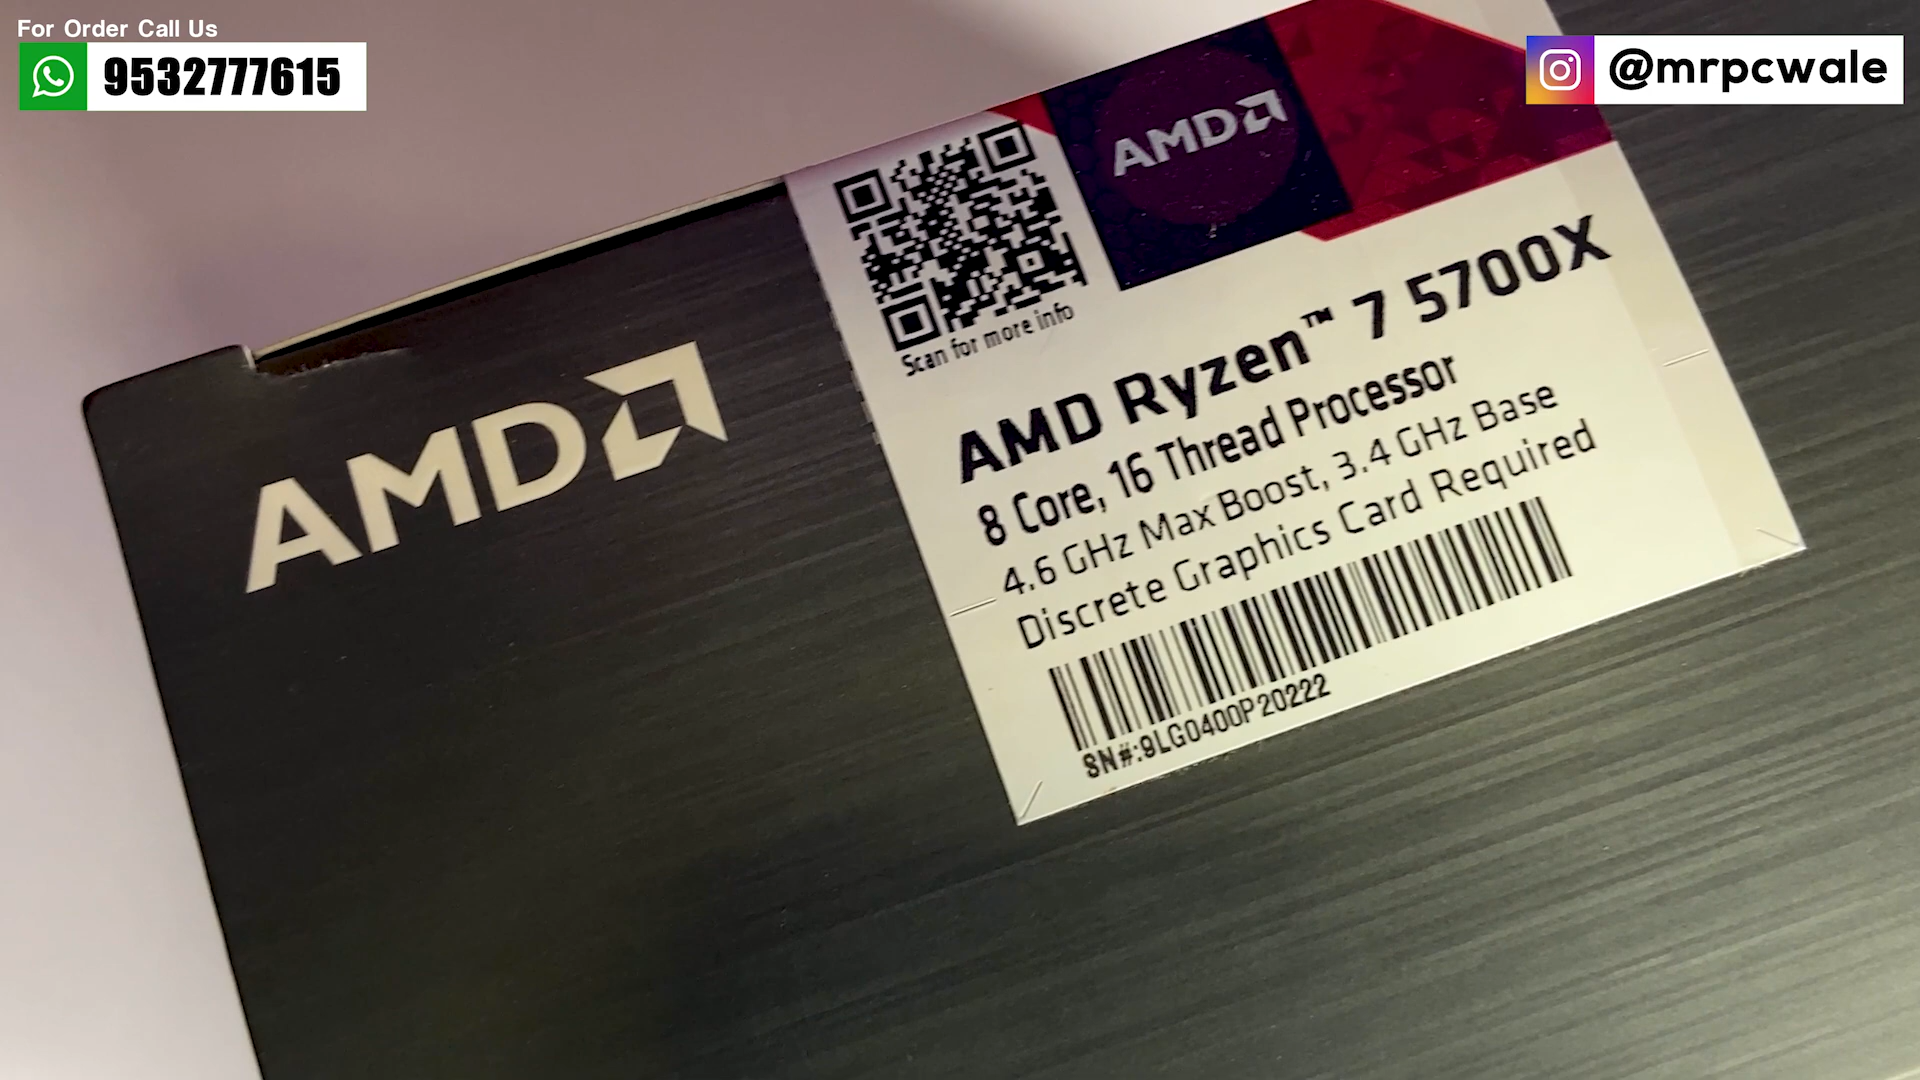 For Order Call Us
9532777615
@mrpcwale
AMD
AMD
Scan for more info
AMD Ryzen™ 7 5700X
8 Core, 16 Thread Processor
4.6 GHz Max Boost, 3.4 GHz Base
Discrete Graphics Card Required
SN#:9LG0400P20222